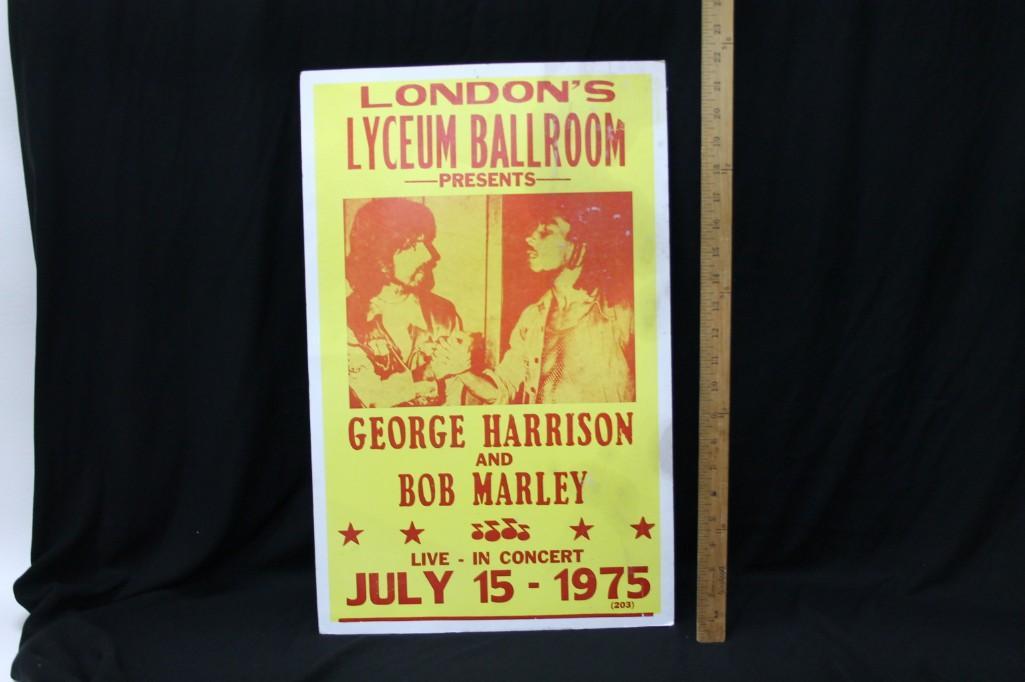 LONDON'S
LYCEUM BALLROOM
PRESENTS
GEORGE HARRISON
AND
BOB MARLEY
LIVE - IN CONCERT
JULY 15 - 1975
(203)